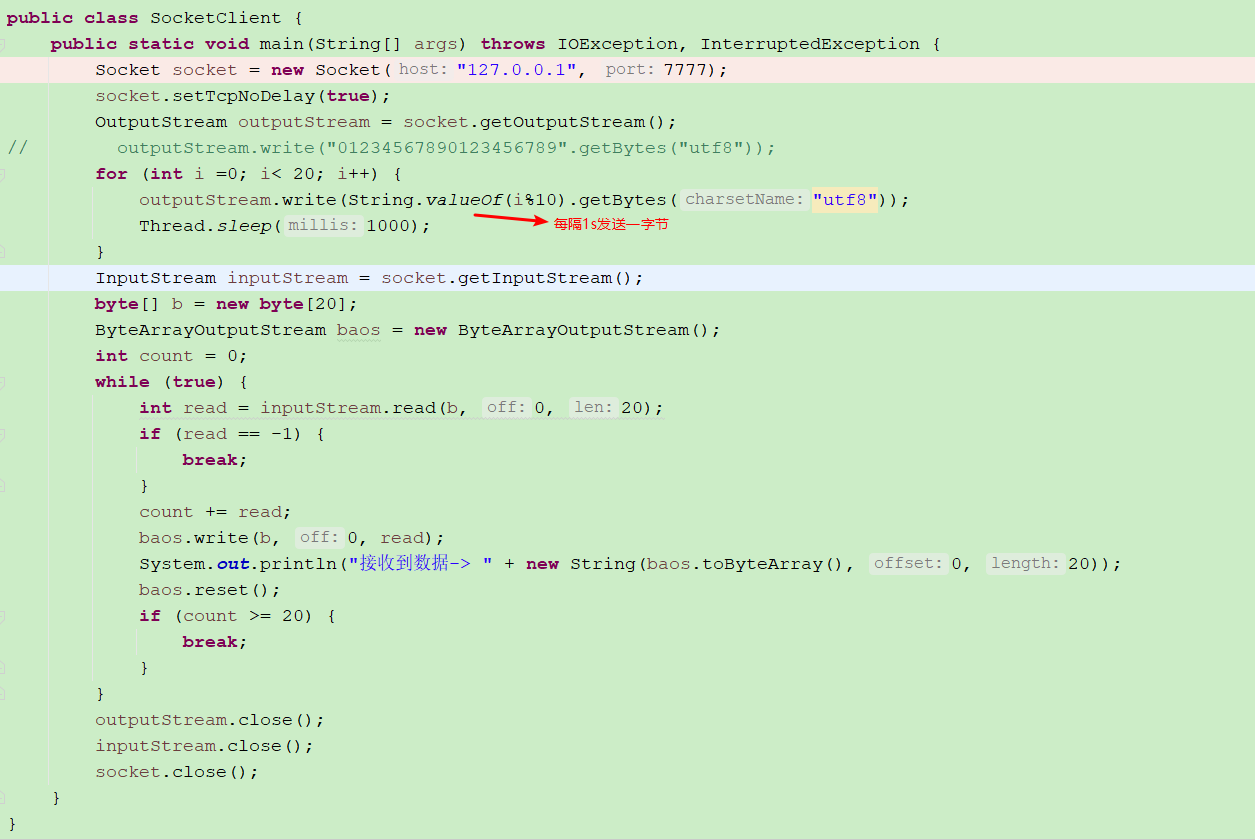 public class SocketClient {
public static void main(String[] args) throws IOException, InterruptedException {
Socket socket = new Socket( host: "127.0.0.1", port: 7777);
socket.setTcpNoDelay(true);
OutputStream outputStream = socket.getOutputStream();
// outputStream.write("01234567890123456789".getBytes("utf8"));
for (int i =0; i< 20; i++) {
outputStream.write(String.valueOf(i%10).getBytes( charsetName: "utf8"));
Thread.sleep( millis: 1000);
每隔1s发送一字节
}
InputStream inputStream = socket.getInputStream();
byte[] b = new byte[20];
ByteArrayOutputStream baos = new ByteArrayOutputStream();
int count = 0;
while (true) {
int read = inputStream.read(b, off: 0, len: 20);
if (read == -1) {
break;
}
count += read;
baos.write(b, off: 0, read);
System.out.println("接收到数据-> " + new String(baos.toByteArray(), offset: 0, length: 20));
baos.reset();
if (count >= 20) {
break;
}
}
outputStream.close();
inputStream.close();
socket.close();
}
}